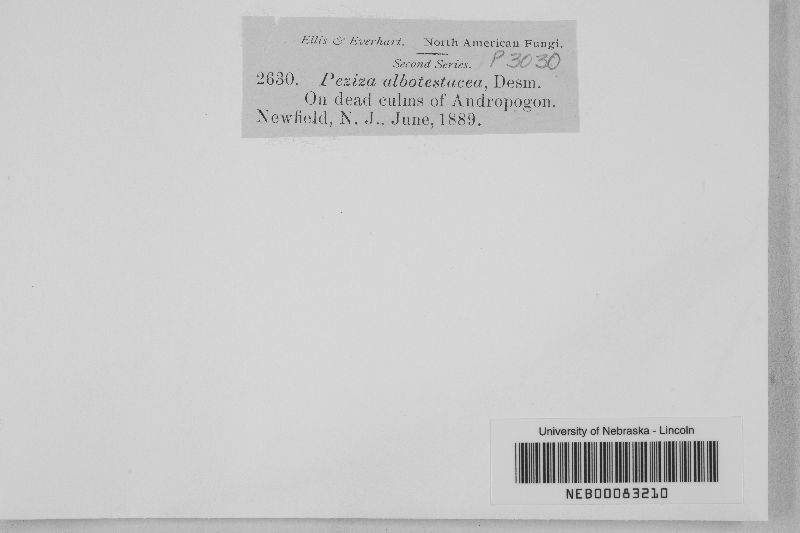 Ellis & Everhart. North American Fungi.
Second Series. P 3030
2630. Peziza albotestacea, Desm.
On dead culms of Andropogon.
Newfield, N. J., June, 1889.
University of Nebraska - Lincoln
NEB00083210